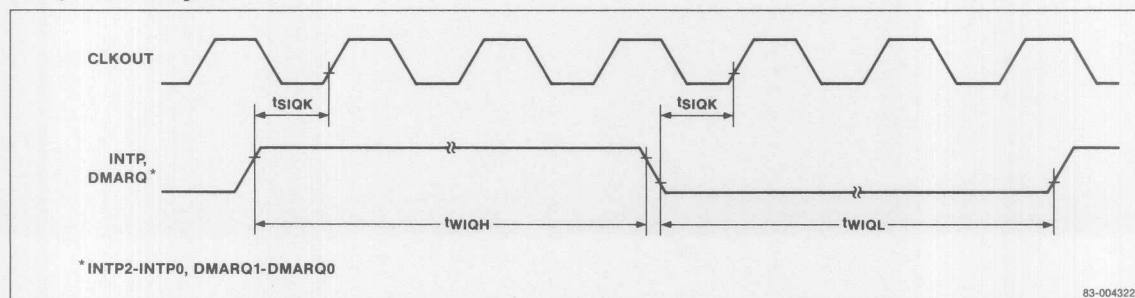 CLKOUT
tSIQK
tSIQK
INTP,
DMARQ*
tWIQH
tWIQL
*INTP2-INTP0, DMARQ1-DMARQ0
83-004322